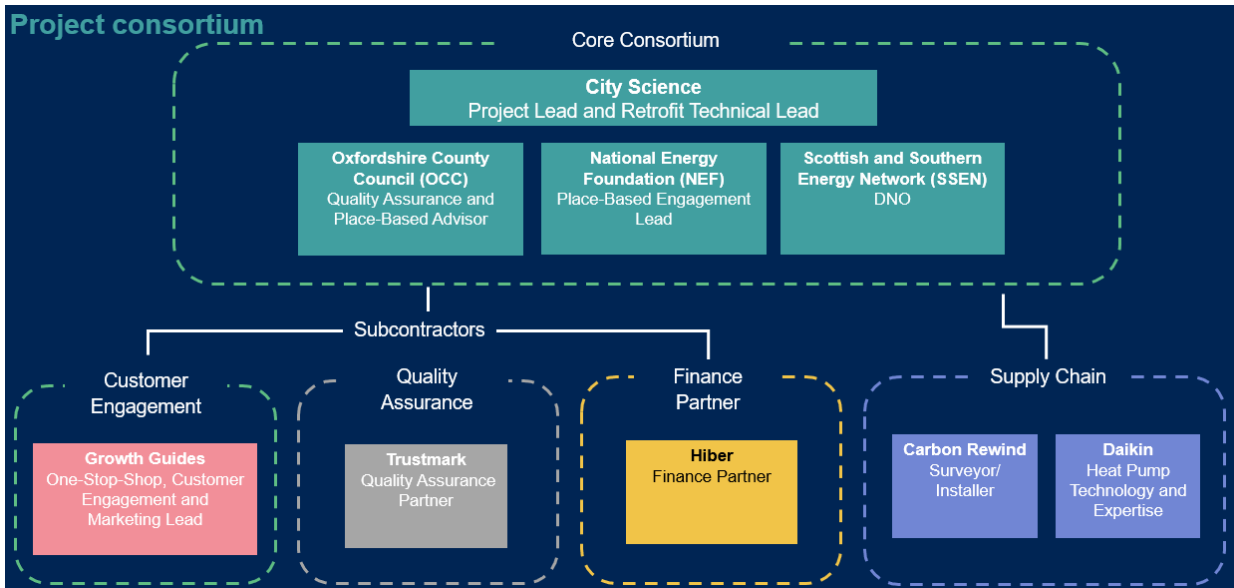 Project consortium
Core Consortium
City Science
Project Lead and Retrofit Technical Lead
Oxfordshire County
Council (OCC)
Quality Assurance and
Place-Based Advisor
National Energy
Foundation (NEF)
Place-Based Engagement
Lead
Scottish and Southern
Energy Network (SSEN)
DNO
Subcontractors
Customer
Engagement
Growth Guides
One-Stop-Shop, Customer
Engagement and
Marketing Lead
Quality
Assurance
Trustmark
Quality Assurance
Partner
Finance
Partner
Hiber
Finance Partner
Supply Chain
Carbon Rewind
Surveyor/
Installer
Daikin
Heat Pump
Technology and
Expertise